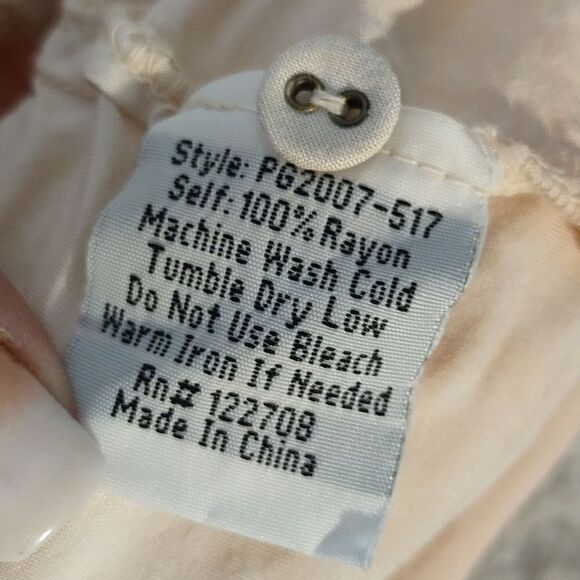 Style: PG2007-517
Self: 100% Rayon
Machine Wash Cold
Tumble Dry Low
Do Not Use Bleach
Warm Iron If Needed
Rn# 122708
Made In China